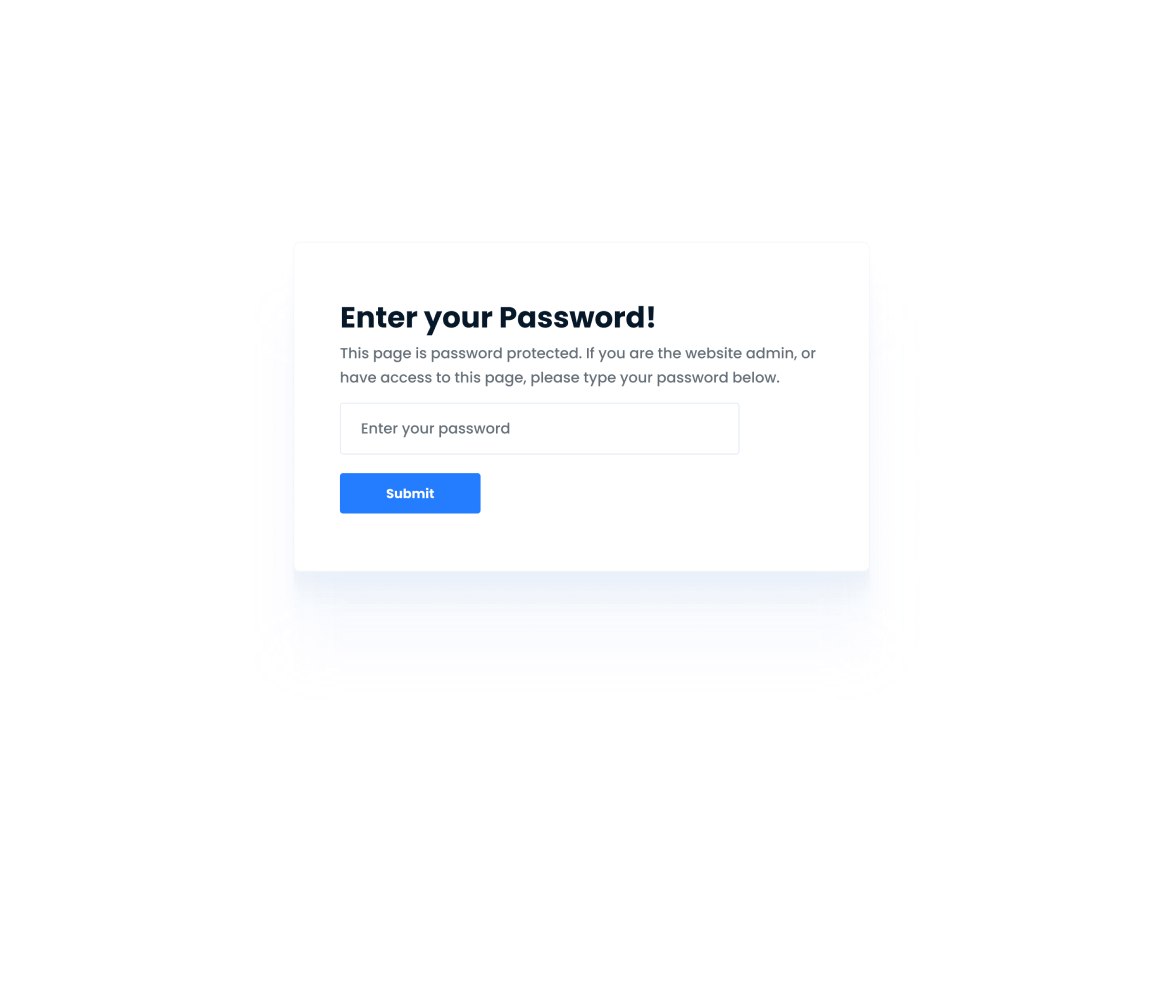 Enter your Password!
This page is password protected. If you are the website admin, or
have access to this page, please type your password below.
Enter your password
Submit